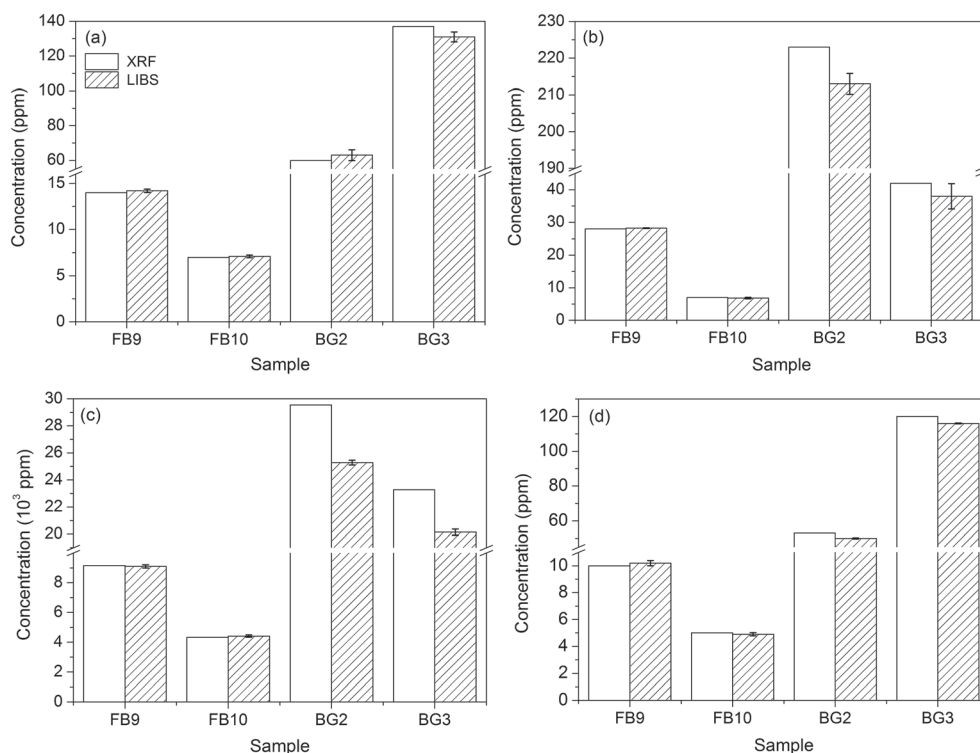 (a)
XRF
LIBS
Concentration (ppm)
140
120
100
80
60
15
10
5
0
FB9 FB10 BG2 BG3
Sample
(b)
Concentration (ppm)
230
220
210
200
190
40
30
20
10
0
FB9 FB10 BG2 BG3
Sample
(c)
Concentration (10³ ppm)
30
28
26
24
22
20
8
6
4
2
0
FB9 FB10 BG2 BG3
Sample
(d)
Concentration (ppm)
120
100
80
60
50
10
8
6
4
2
0
FB9 FB10 BG2 BG3
Sample